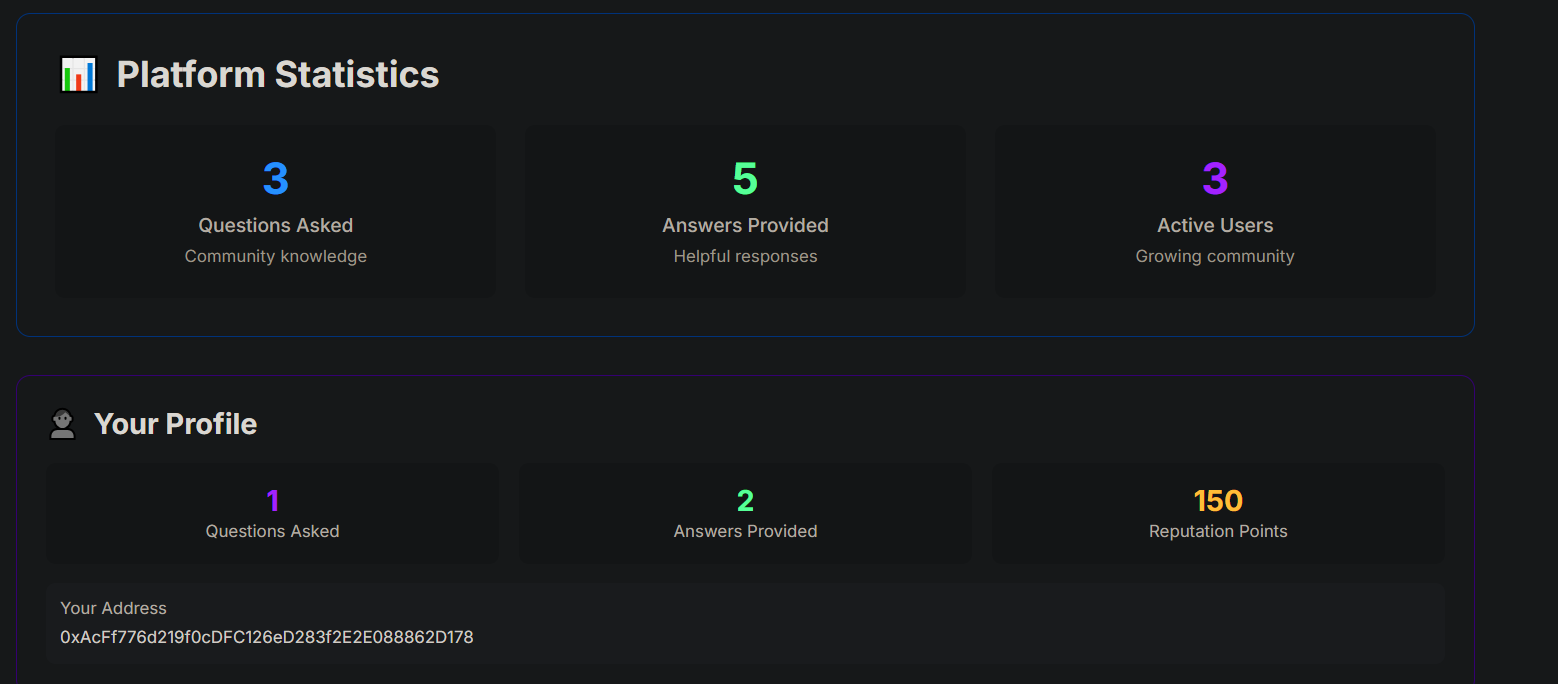 Platform Statistics
3
Questions Asked
Community knowledge
5
Answers Provided
Helpful responses
3
Active Users
Growing community
Your Profile
1
Questions Asked
2
Answers Provided
150
Reputation Points
Your Address
0xAcFf776d219f0cDFC126eD283f2E2E088862D178